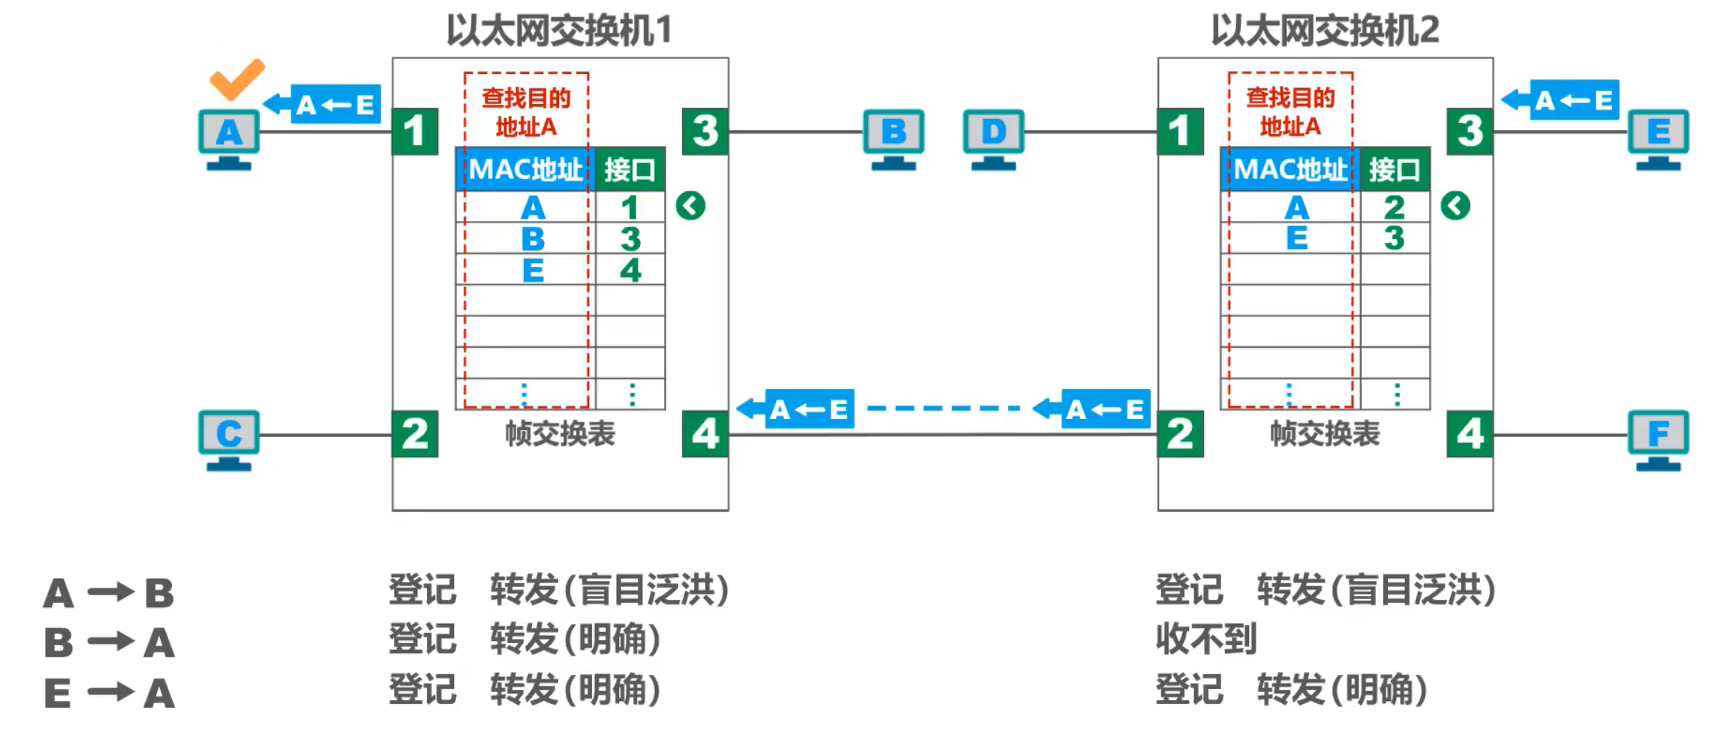 以太网交换机1
以太网交换机2
A←E
查找目的
地址A
查找目的
地址A
A←E
A
1
3
B
D
1
3
E
MAC地址 接口
A 1
B 3
E 4
⋮ ⋮
MAC地址 接口
A 2
E 3
⋮ ⋮
A←E
A←E
C
2
帧交换表
4
2
帧交换表
4
F
A→B 登记 转发(盲目泛洪) 登记 转发(盲目泛洪)
B→A 登记 转发(明确) 收不到
E→A 登记 转发(明确) 登记 转发(明确)